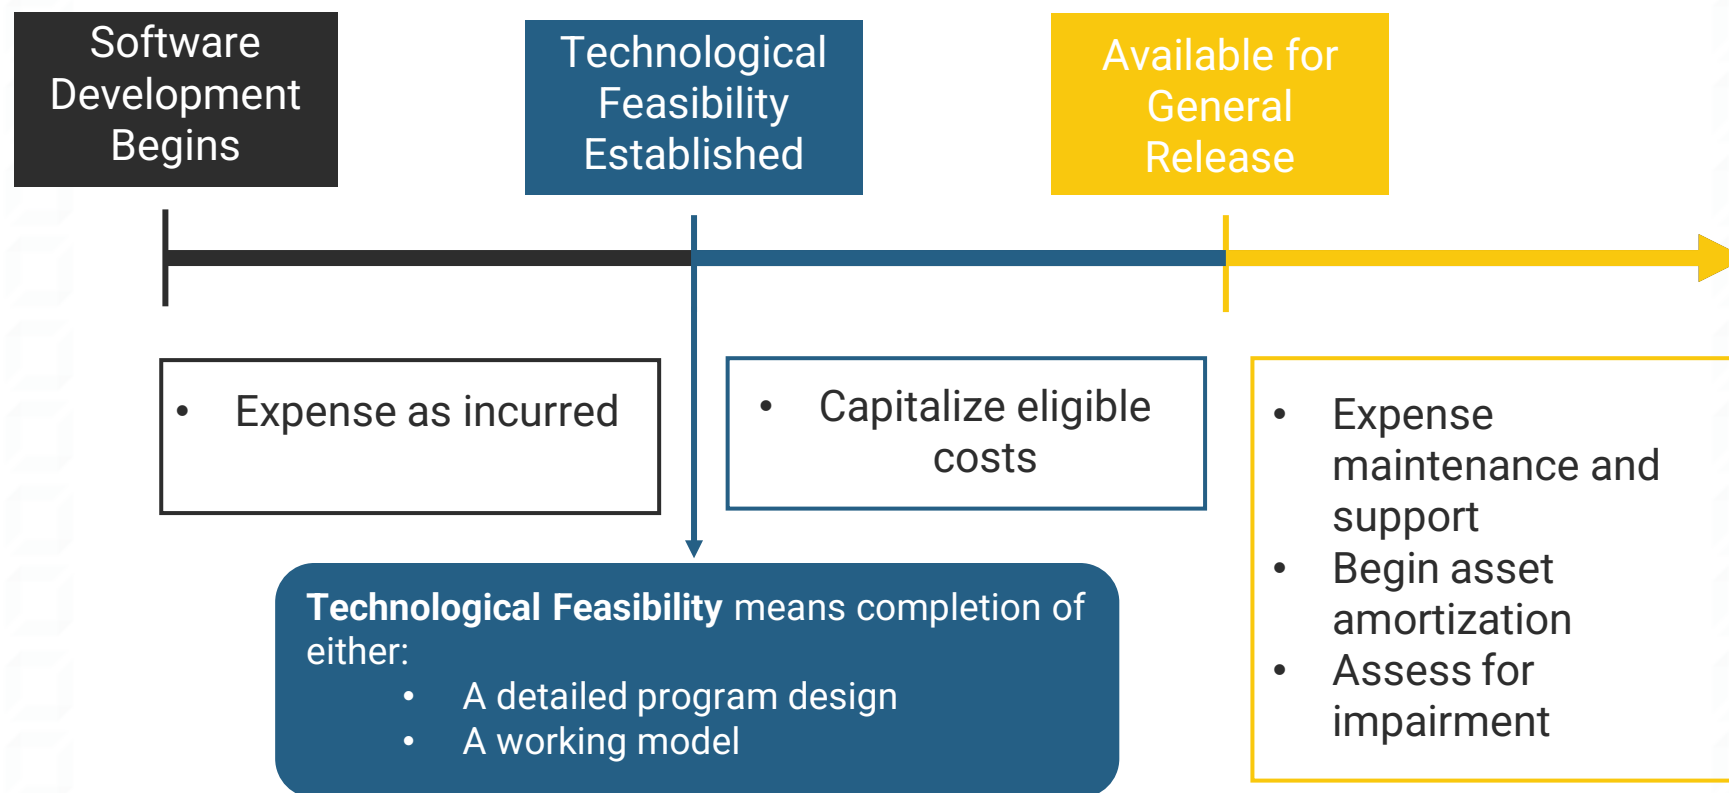 Software
Development
Begins
Technological
Feasibility
Established
Available for
General
Release
• Expense as incurred
• Capitalize eligible
costs
• Expense
maintenance and
support
• Begin asset
amortization
• Assess for
impairment
Technological Feasibility means completion of
either:
• A detailed program design
• A working model